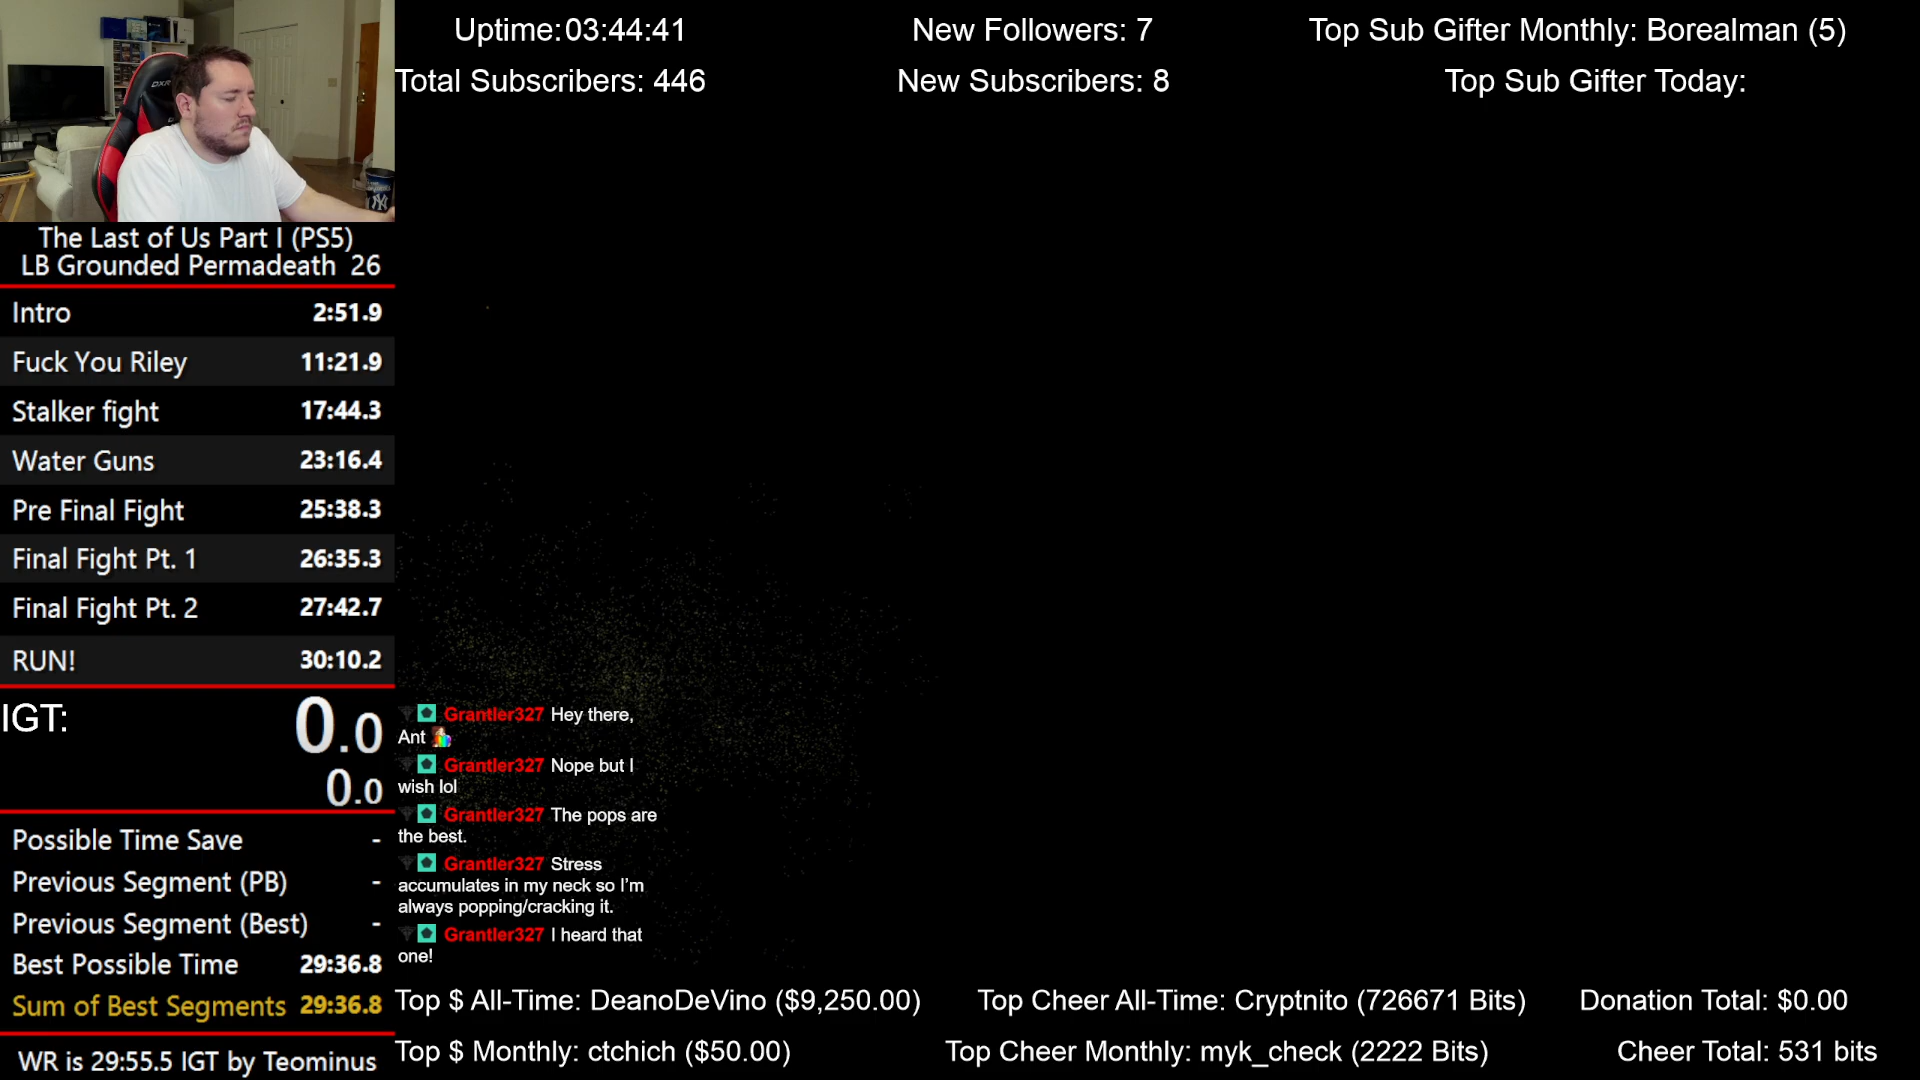 Uptime:03:44:41
New Followers: 7
Top Sub Gifter Monthly: Borealman (5)
Total Subscribers: 446
New Subscribers: 8
Top Sub Gifter Today:
The Last of Us Part I (PS5)
LB Grounded Permadeath 26
Intro 2:51.9
Fuck You Riley 11:21.9
Stalker fight 17:44.3
Water Guns 23:16.4
Pre Final Fight 25:38.3
Final Fight Pt. 1 26:35.3
Final Fight Pt. 2 27:42.7
RUN! 30:10.2
IGT: 0.0
0.0
Possible Time Save -
Previous Segment (PB) -
Previous Segment (Best) -
Best Possible Time 29:36.8
Sum of Best Segments 29:36.8
WR is 29:55.5 IGT by Teominus
Grantler327 Hey there,
Ant
Grantler327 Nope but I
wish lol
Grantler327 The pops are
the best.
Grantler327 Stress
accumulates in my neck so I'm
always popping/cracking it.
Grantler327 I heard that
one!
Top $ All-Time: DeanoDeVino ($9,250.00)
Top Cheer All-Time: Cryptnito (726671 Bits)
Donation Total: $0.00
Top $ Monthly: ctchich ($50.00)
Top Cheer Monthly: myk_check (2222 Bits)
Cheer Total: 531 bits